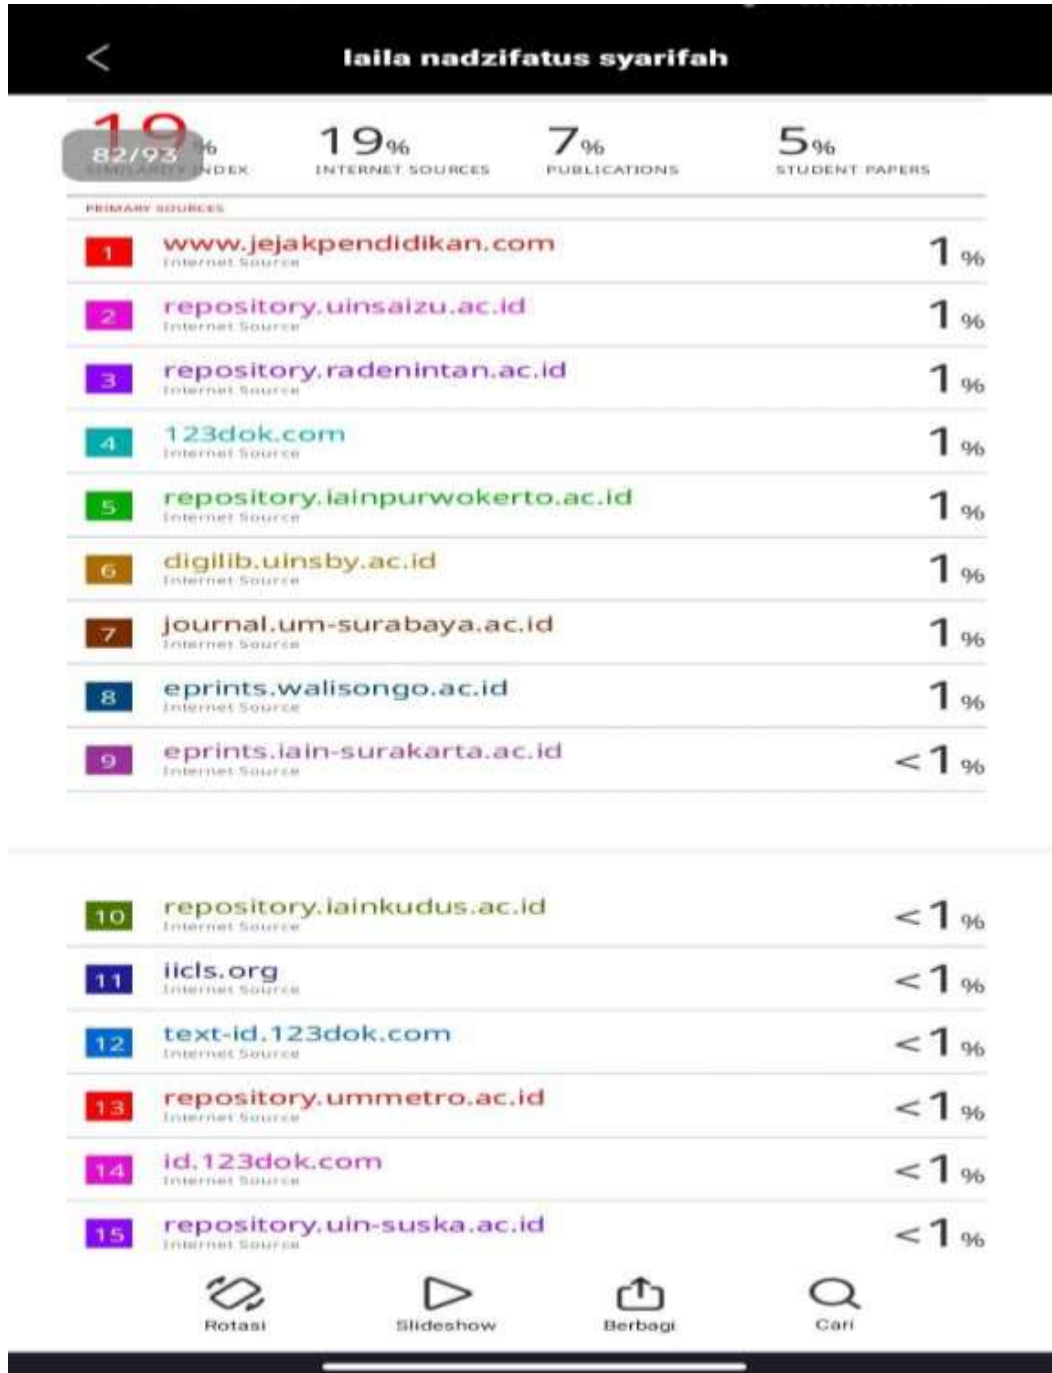 laila nadzifatus syarifah
19%
82/93
INDEX
19%
INTERNET SOURCES
7%
PUBLICATIONS
5%
STUDENT PAPERS
PRIMARY SOURCES
1 www.jejakpendidikan.com 1%
Internet Source
2 repository.uinsaizu.ac.id 1%
Internet Source
3 repository.radenintan.ac.id 1%
Internet Source
4 123dok.com 1%
Internet Source
5 repository.iainpurwokerto.ac.id 1%
Internet Source
6 digilib.uinsby.ac.id 1%
Internet Source
7 journal.um-surabaya.ac.id 1%
Internet Source
8 eprints.walisongo.ac.id 1%
Internet Source
9 eprints.iain-surakarta.ac.id <1%
Internet Source
10 repository.iainkudus.ac.id <1%
Internet Source
11 iicls.org <1%
Internet Source
12 text-id.123dok.com <1%
Internet Source
13 repository.ummetro.ac.id <1%
Internet Source
14 id.123dok.com <1%
Internet Source
15 repository.uin-suska.ac.id <1%
Internet Source
Rotasi Slideshow Berbagi Cari